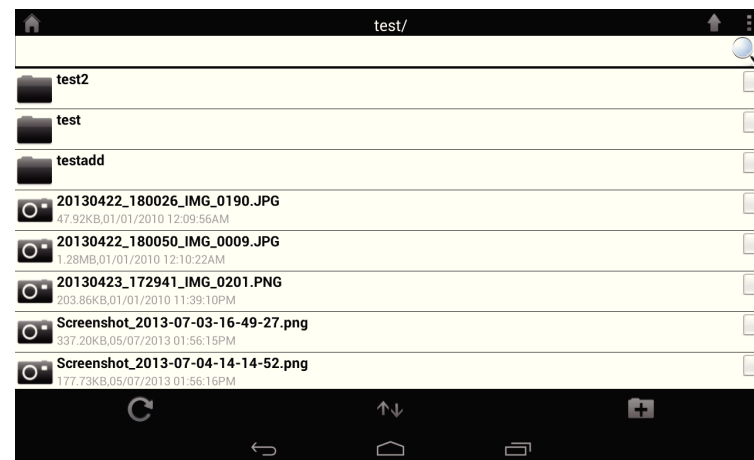 test/
test2
test
testadd
20130422_180026_IMG_0190.JPG
47.92KB,01/01/2010 12:09:56AM
20130422_180050_IMG_0009.JPG
1.28MB,01/01/2010 12:10:22AM
20130423_172941_IMG_0201.PNG
203.86KB,01/01/2010 11:39:10PM
Screenshot_2013-07-03-16-49-27.png
337.20KB,05/07/2013 01:56:15PM
Screenshot_2013-07-04-14-14-52.png
177.73KB,05/07/2013 01:56:16PM